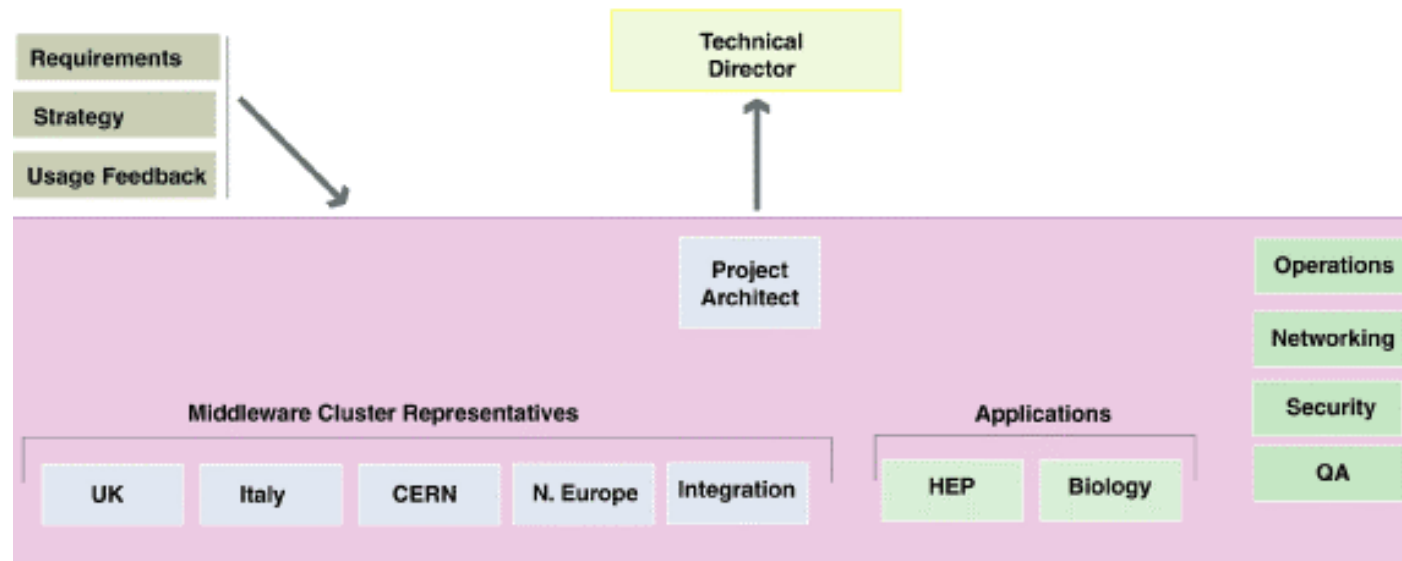 Requirements
Strategy
Usage Feedback
Technical
Director
Project
Architect
Operations
Networking
Security
QA
Middleware Cluster Representatives
UK
Italy
CERN
N. Europe
Integration
Applications
HEP
Biology